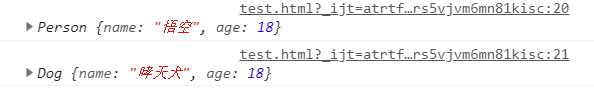 test.html?_ijt=atrtf…rs5vjvm6mn81kisc:20
▶ Person {name: "悟空", age: 18}
test.html?_ijt=atrtf…rs5vjvm6mn81kisc:21
▶ Dog {name: "哮天犬", age: 18}